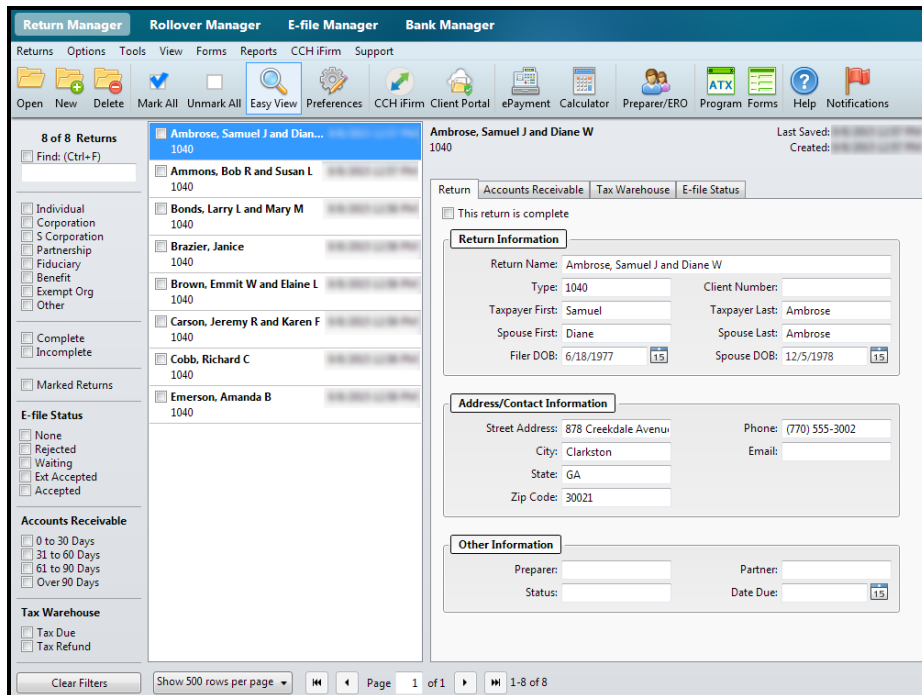 Return Manager Rollover Manager E-file Manager Bank Manager
Returns Options Tools View Forms Reports CCH iFirm Support
ATX
Open New Delete Mark All Unmark All Easy View Preferences CCH iFirm Client Portal ePayment Calculator Preparer/ERO Program Forms Help Notifications
8 of 8 Returns
Find: (Ctrl+F)
Individual
Corporation
S Corporation
Partnership
Fiduciary
Benefit
Exempt Org
Other
Complete
Incomplete
Marked Returns
E-file Status
None
Rejected
Waiting
Ext Accepted
Accepted
Accounts Receivable
0 to 30 Days
31 to 60 Days
61 to 90 Days
Over 90 Days
Tax Warehouse
Tax Due
Tax Refund
Clear Filters
Ambrose, Samuel J and Dian...
1040
Ammons, Bob R and Susan L
1040
Bonds, Larry L and Mary M
1040
Brazier, Janice
1040
Brown, Emmit W and Elaine L
1040
Carson, Jeremy R and Karen F
1040
Cobb, Richard C
1040
Emerson, Amanda B
1040
Ambrose, Samuel J and Diane W
1040
Last Saved:
Created:
Return Accounts Receivable Tax Warehouse E-file Status
This return is complete
Return Information
Return Name: Ambrose, Samuel J and Diane W
Type: 1040 Client Number:
Taxpayer First: Samuel Taxpayer Last: Ambrose
Spouse First: Diane Spouse Last: Ambrose
Filer DOB: 6/18/1977 15 Spouse DOB: 12/5/1978 15
Address/Contact Information
Street Address: 878 Creekdale Avenu Phone: (770) 555-3002
City: Clarkston Email:
State: GA
Zip Code: 30021
Other Information
Preparer: Partner:
Status: Date Due: 15
Show 500 rows per page Page 1 of 1 1-8 of 8